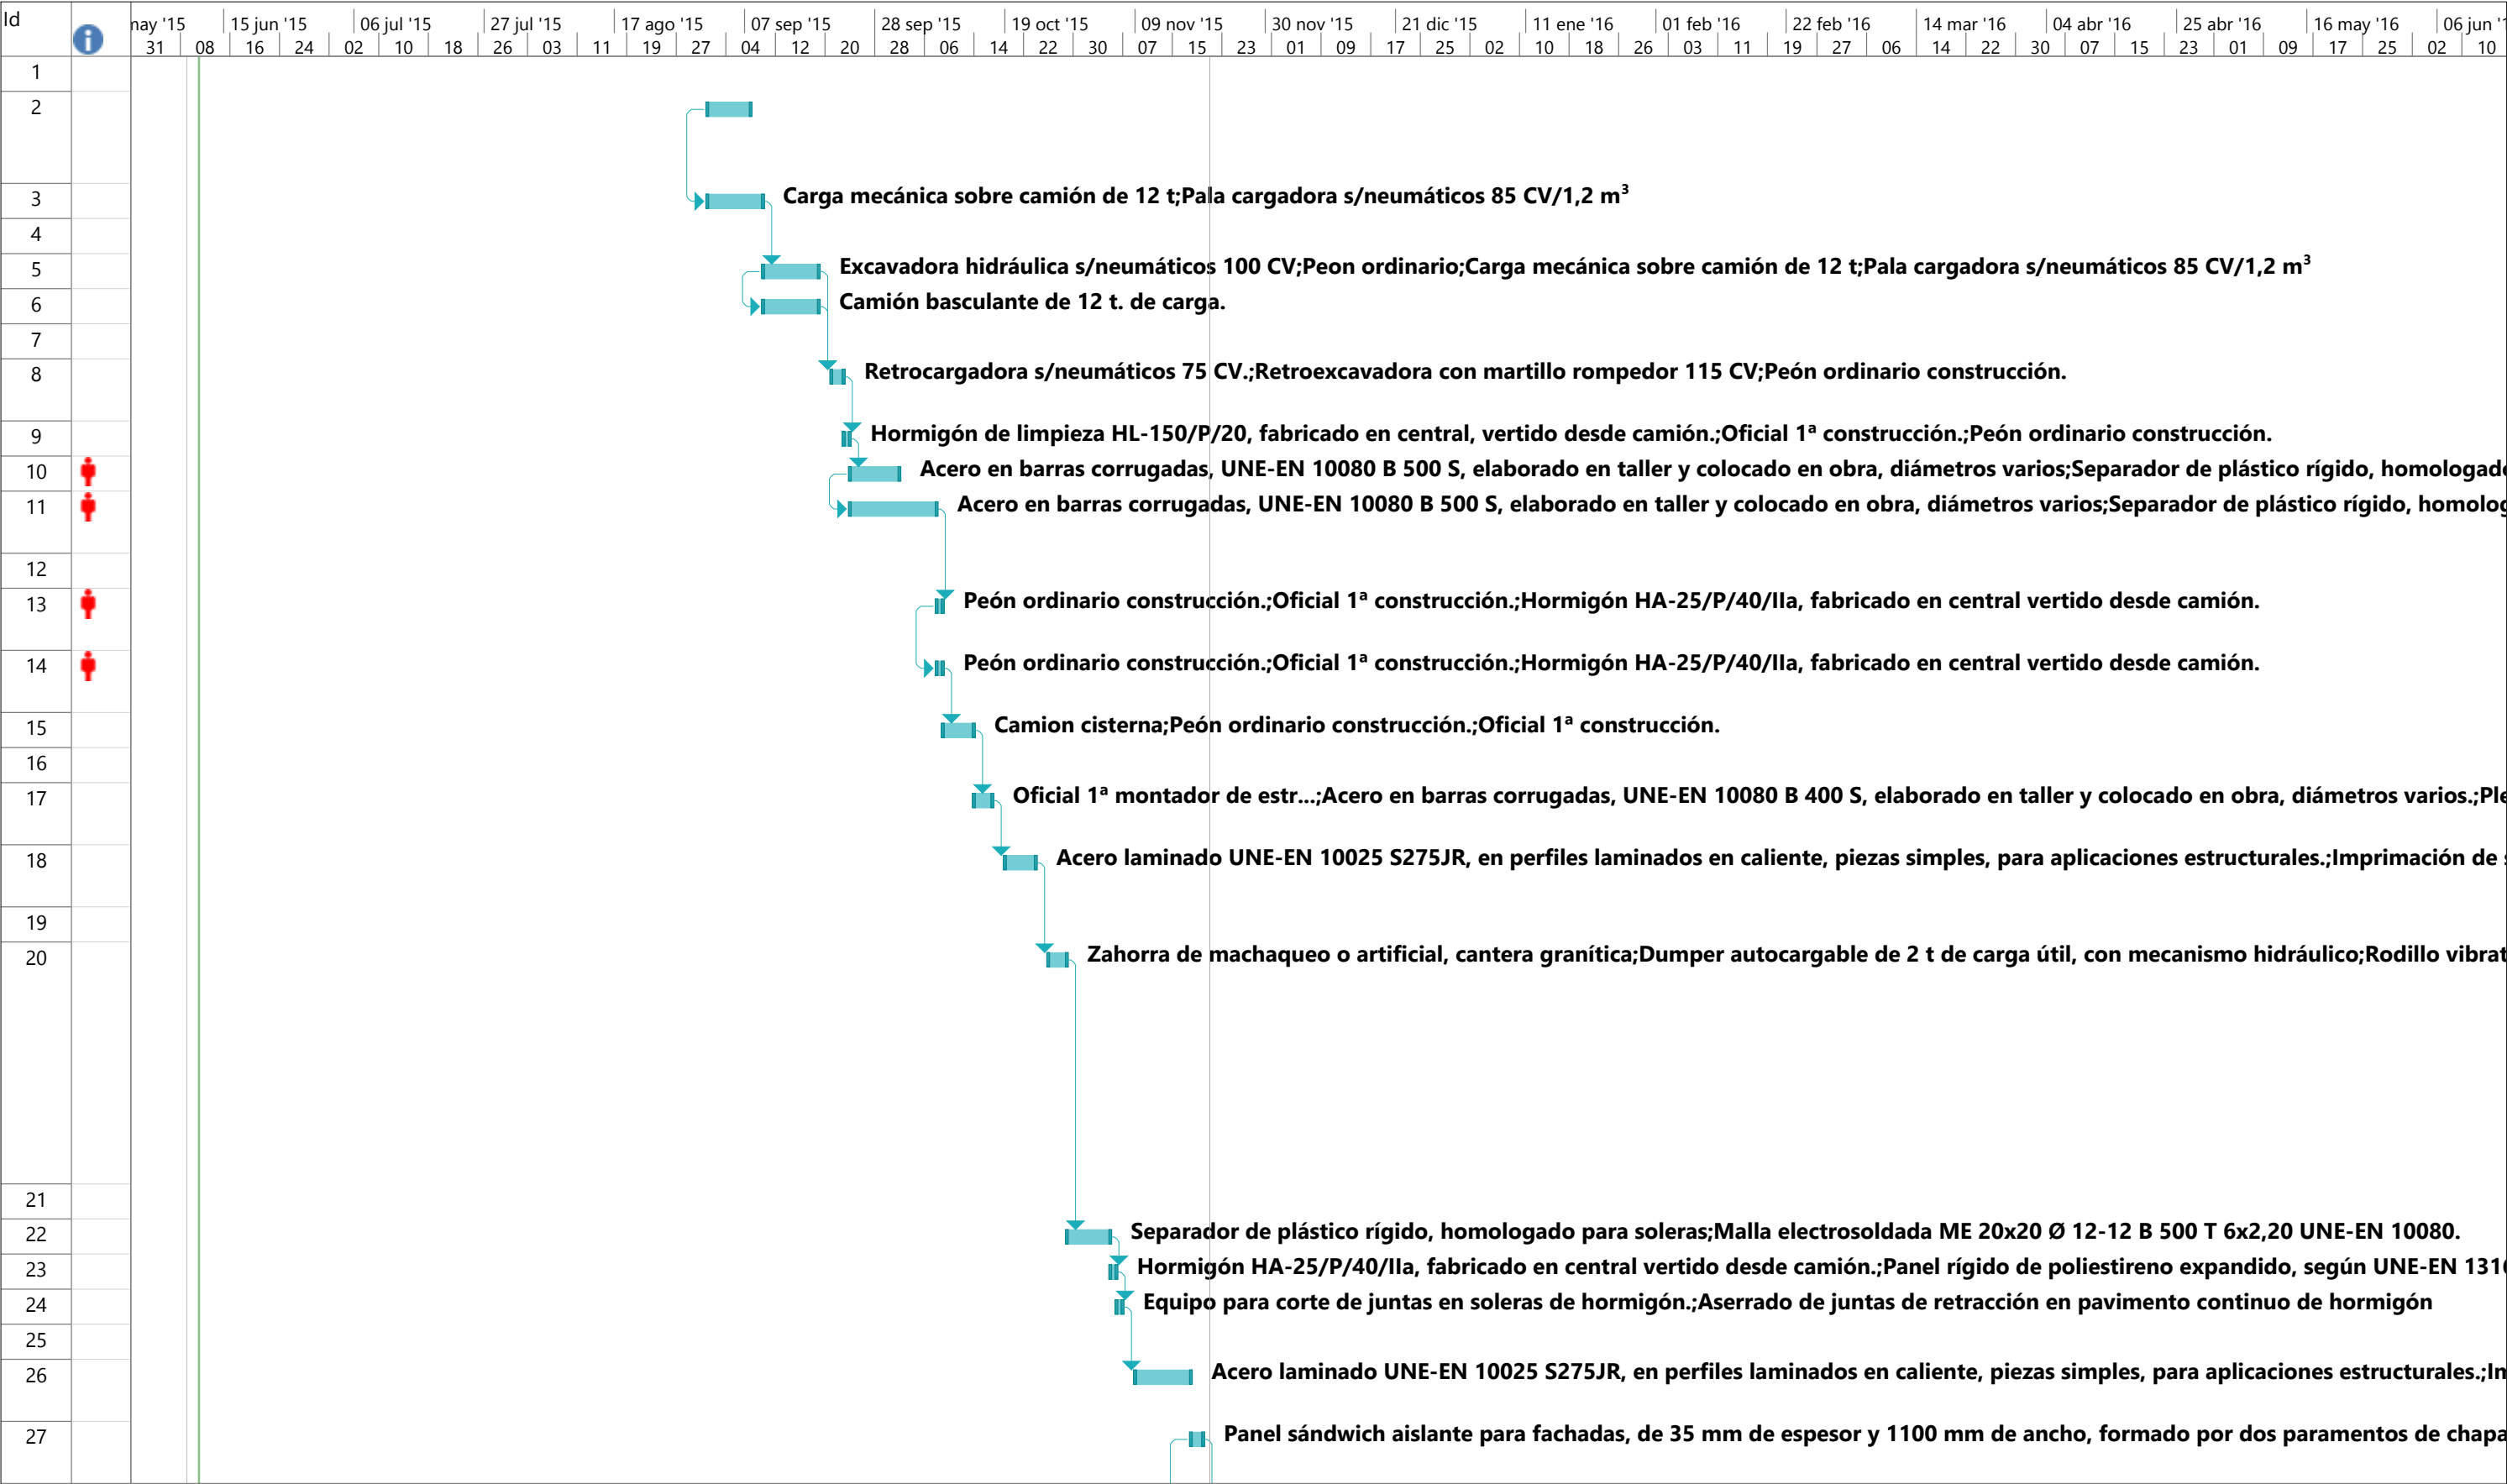 Id
may '15 15 jun '15 06 jul '15 27 jul '15 17 ago '15 07 sep '15 28 sep '15 19 oct '15 09 nov '15 30 nov '15 21 dic '15 11 ene '16 01 feb '16 22 feb '16 14 mar '16 04 abr '16 25 abr '16 16 may '16 06 jun '1
31 08 16 24 02 10 18 26 03 11 19 27 04 12 20 28 06 14 22 30 07 15 23 01 09 17 25 02 10 18 26 03 11 19 27 06 14 22 30 07 15 23 01 09 17 25 02 10
1
2
3 Carga mecánica sobre camión de 12 t;Pala cargadora s/neumáticos 85 CV/1,2 m³
4
5 Excavadora hidráulica s/neumáticos 100 CV;Peon ordinario;Carga mecánica sobre camión de 12 t;Pala cargadora s/neumáticos 85 CV/1,2 m³
6 Camión basculante de 12 t. de carga.
7
8 Retrocargadora s/neumáticos 75 CV.;Retroexcavadora con martillo rompedor 115 CV;Peón ordinario construcción.
9 Hormigón de limpieza HL-150/P/20, fabricado en central, vertido desde camión.;Oficial 1ª construcción.;Peón ordinario construcción.
10 Acero en barras corrugadas, UNE-EN 10080 B 500 S, elaborado en taller y colocado en obra, diámetros varios;Separador de plástico rígido, homologado
11 Acero en barras corrugadas, UNE-EN 10080 B 500 S, elaborado en taller y colocado en obra, diámetros varios;Separador de plástico rígido, homolog
12
13 Peón ordinario construcción.;Oficial 1ª construcción.;Hormigón HA-25/P/40/IIa, fabricado en central vertido desde camión.
14 Peón ordinario construcción.;Oficial 1ª construcción.;Hormigón HA-25/P/40/IIa, fabricado en central vertido desde camión.
15 Camion cisterna;Peón ordinario construcción.;Oficial 1ª construcción.
16
17 Oficial 1ª montador de estr...;Acero en barras corrugadas, UNE-EN 10080 B 400 S, elaborado en taller y colocado en obra, diámetros varios.;Ple
18 Acero laminado UNE-EN 10025 S275JR, en perfiles laminados en caliente, piezas simples, para aplicaciones estructurales.;Imprimación de s
19
20 Zahorra de machaqueo o artificial, cantera granítica;Dumper autocargable de 2 t de carga útil, con mecanismo hidráulico;Rodillo vibrat
21
22 Separador de plástico rígido, homologado para soleras;Malla electrosoldada ME 20x20 Ø 12-12 B 500 T 6x2,20 UNE-EN 10080.
23 Hormigón HA-25/P/40/IIa, fabricado en central vertido desde camión.;Panel rígido de poliestireno expandido, según UNE-EN 1316
24 Equipo para corte de juntas en soleras de hormigón.;Aserrado de juntas de retracción en pavimento continuo de hormigón
25
26 Acero laminado UNE-EN 10025 S275JR, en perfiles laminados en caliente, piezas simples, para aplicaciones estructurales.;Im
27 Panel sándwich aislante para fachadas, de 35 mm de espesor y 1100 mm de ancho, formado por dos paramentos de chapa